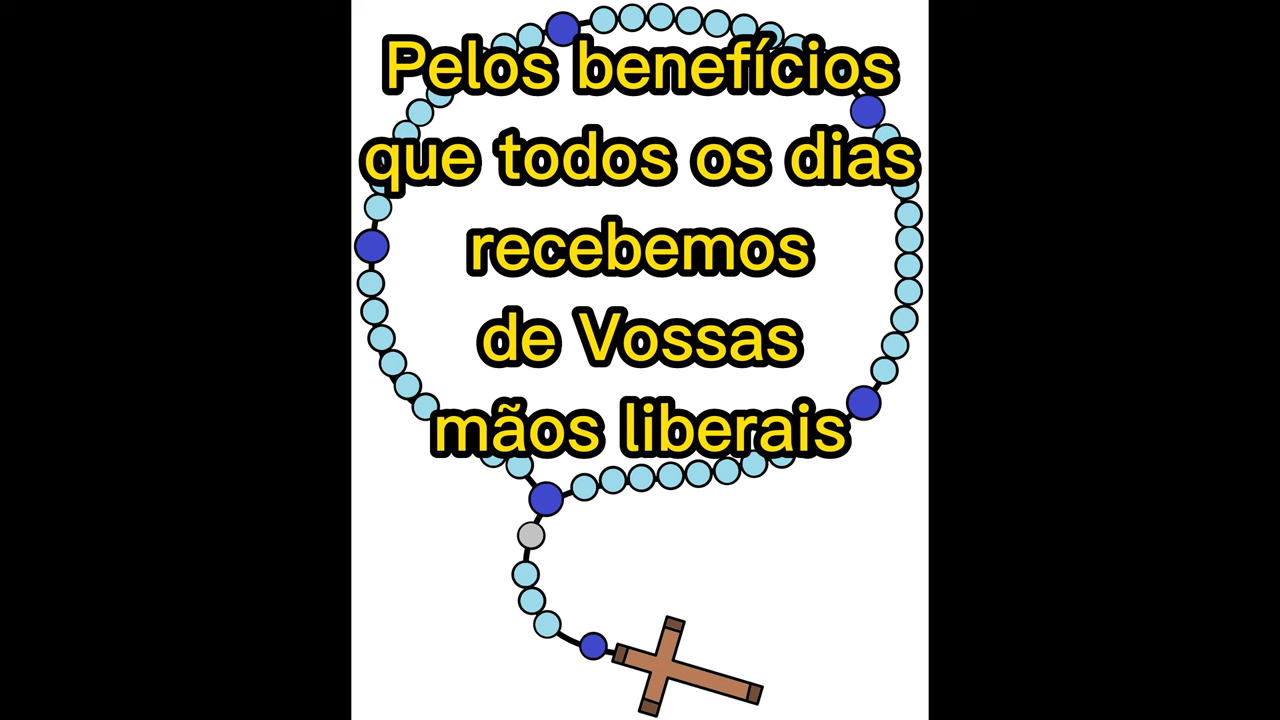 Pelos benefícios
que todos os dias
recebemos
de Vossas
mãos liberais